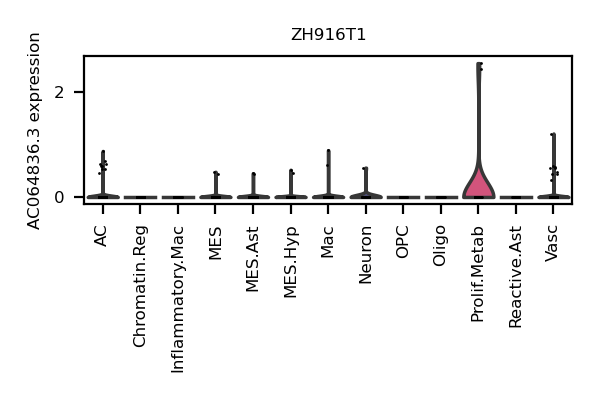 ZH916T1
AC064836.3 expression
2
0
AC
Chromatin.Reg
Inflammatory.Mac
MES
MES.Ast
MES.Hyp
Mac
Neuron
OPC
Oligo
Prolif.Metab
Reactive.Ast
Vasc